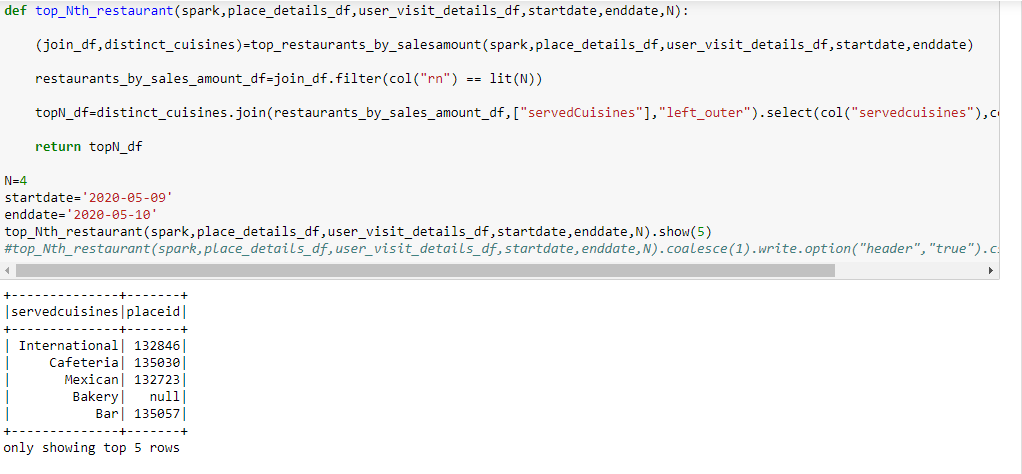 def top_Nth_restaurant(spark,place_details_df,user_visit_details_df,startdate,enddate,N):
(join_df,distinct_cuisines)=top_restaurants_by_salesamount(spark,place_details_df,user_visit_details_df,startdate,enddate)
restaurants_by_sales_amount_df=join_df.filter(col("rn") == lit(N))
topN_df=distinct_cuisines.join(restaurants_by_sales_amount_df,["servedCuisines"],"left_outer").select(col("servedcuisines"),c
return topN_df
N=4
startdate='2020-05-09'
enddate='2020-05-10'
top_Nth_restaurant(spark,place_details_df,user_visit_details_df,startdate,enddate,N).show(5)
#top_Nth_restaurant(spark,place_details_df,user_visit_details_df,startdate,enddate,N).coalesce(1).write.option("header","true").c
+--------------+-------+
|servedcuisines|placeid|
+--------------+-------+
| International| 132846|
|     Cafeteria| 135030|
|       Mexican| 132723|
|        Bakery|   null|
|           Bar| 135057|
+--------------+-------+
only showing top 5 rows